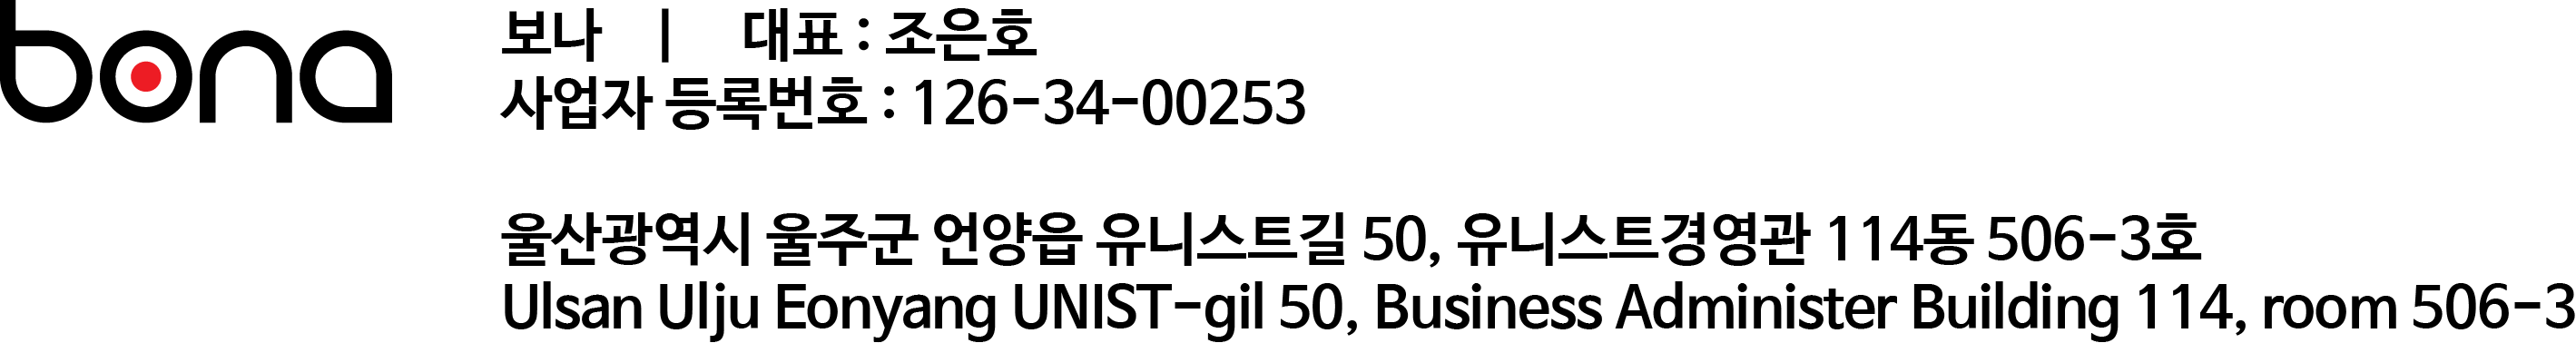 bona
보나 | 대표 : 조은호
사업자 등록번호 : 126-34-00253
울산광역시 울주군 언양읍 유니스트길 50, 유니스트경영관 114동 506-3호
Ulsan Ulju Eonyang UNIST-gil 50, Business Administer Building 114, room 506-3